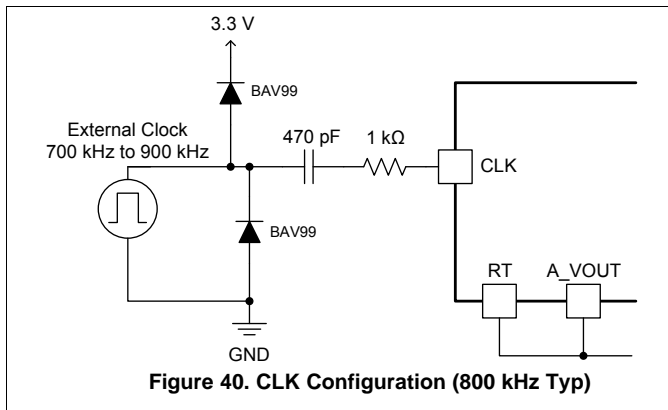 3.3 V
BAV99
External Clock
700 kHz to 900 kHz
470 pF
1 kΩ
CLK
BAV99
RT
A_VOUT
GND
Figure 40. CLK Configuration (800 kHz Typ)